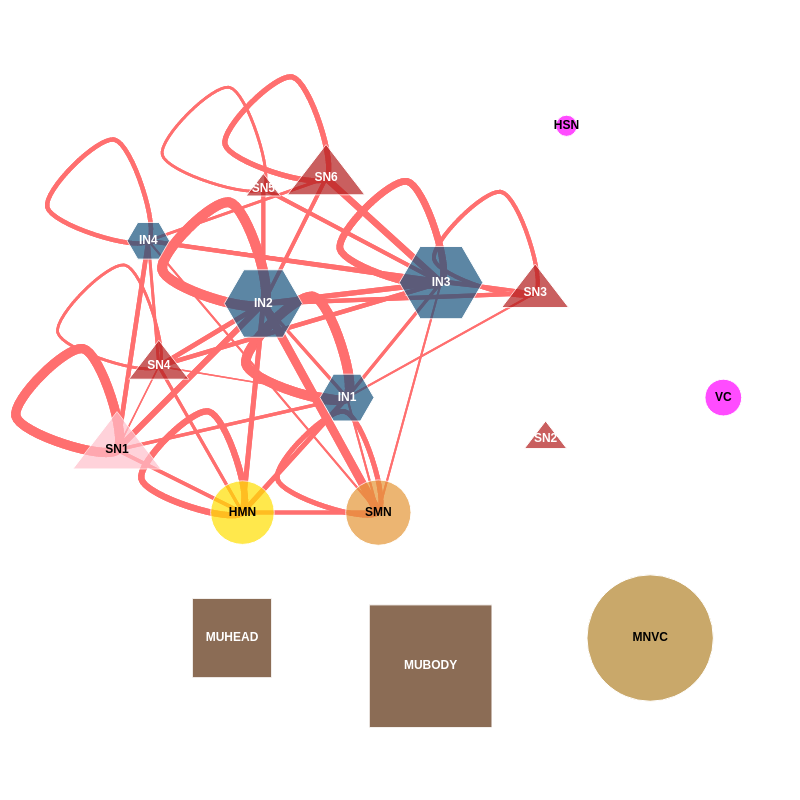 HSN
SN6
SN5
IN4
IN3
SN3
IN2
SN4
IN1
VC
SN2
SN1
HMN
SMN
MUHEAD
MNVC
MUBODY